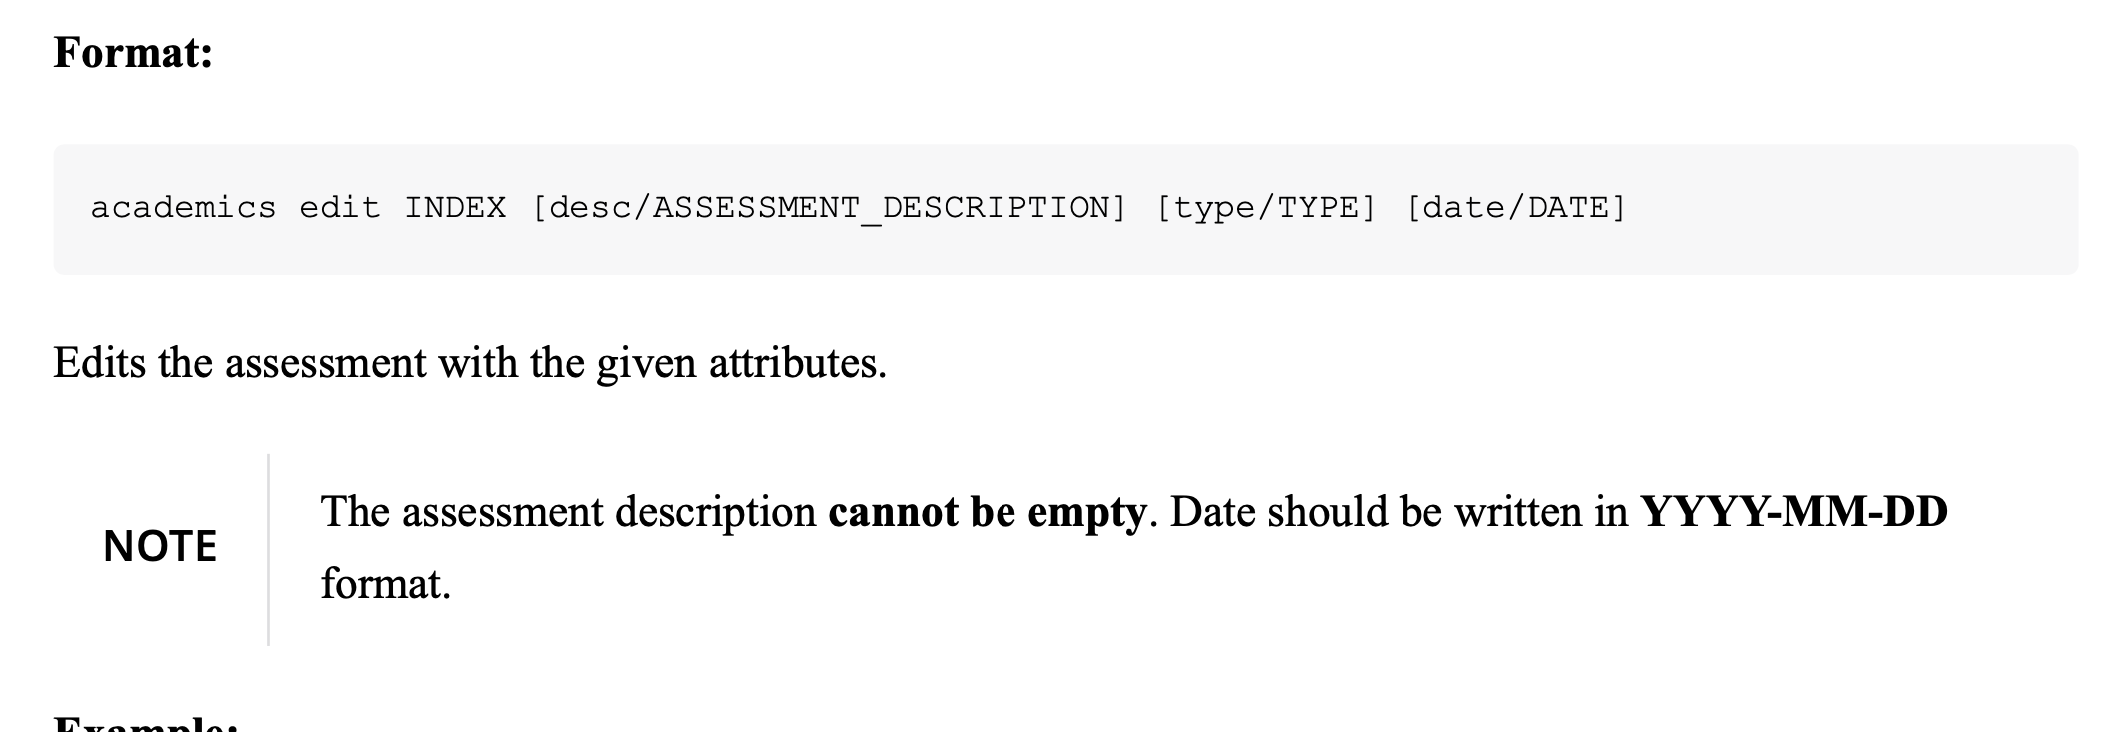 Format:
academics edit INDEX [desc/ASSESSMENT_DESCRIPTION] [type/TYPE] [date/DATE]
Edits the assessment with the given attributes.
NOTE
The assessment description cannot be empty. Date should be written in YYYY-MM-DD
format.
Example: